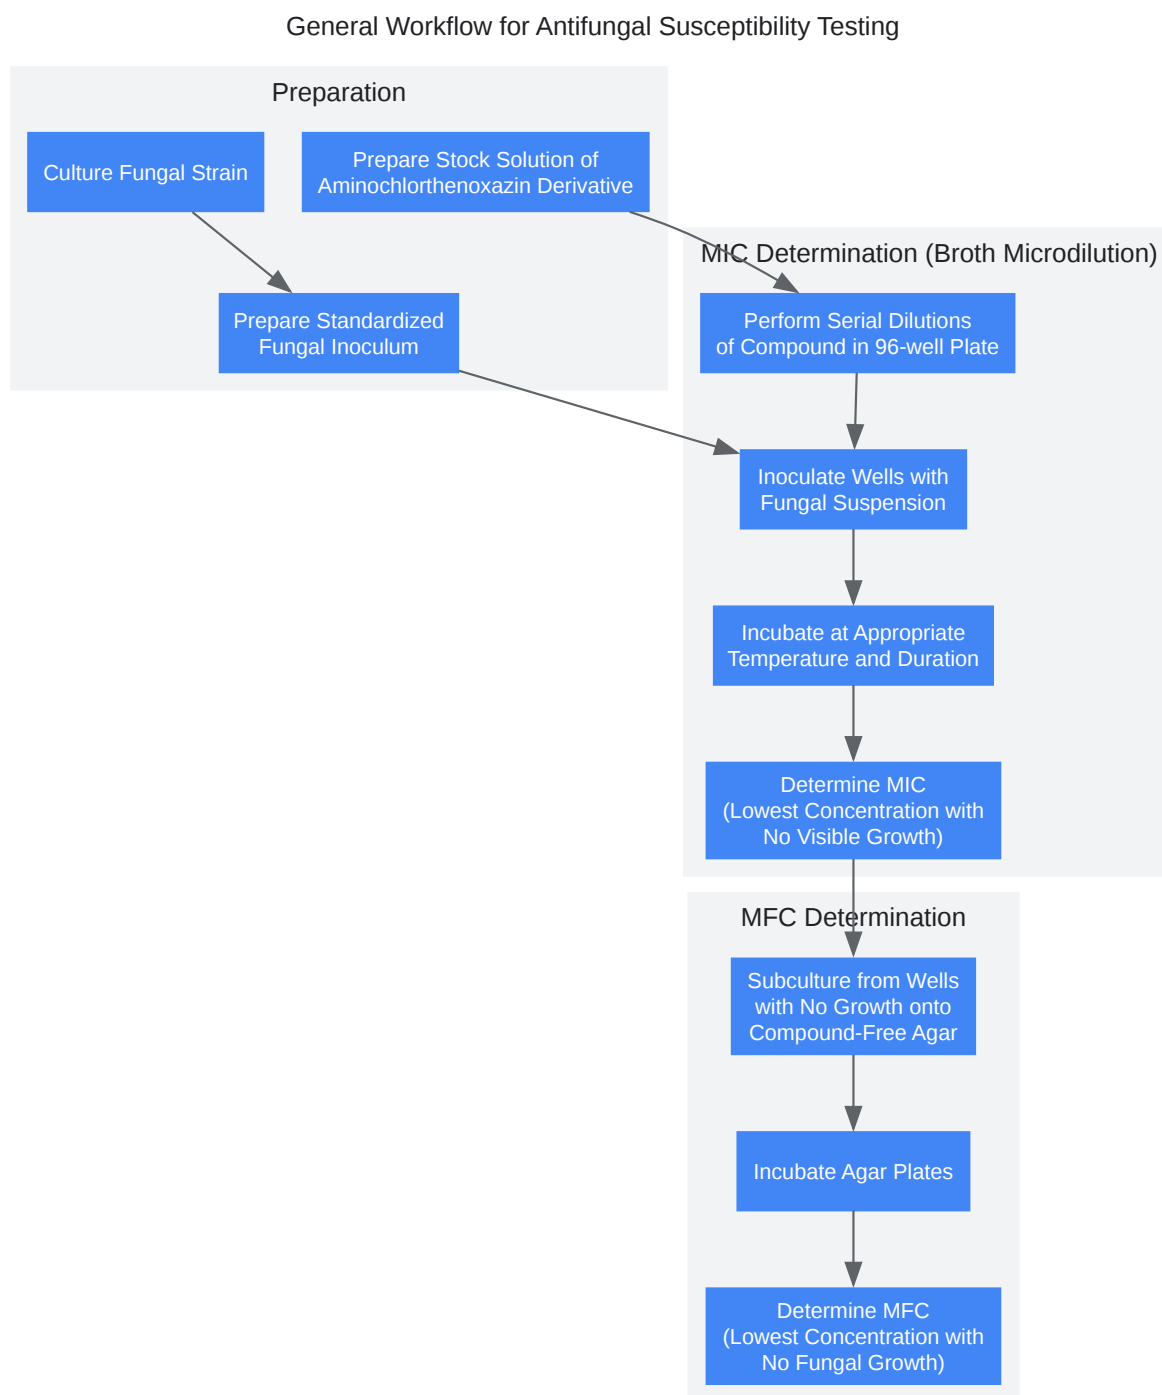 General Workflow for Antifungal Susceptibility Testing
Preparation
Culture Fungal Strain
Prepare Stock Solution of
Aminochlorthenoxazin Derivative
Prepare Standardized
Fungal Inoculum
MIC Determination (Broth Microdilution)
Perform Serial Dilutions
of Compound in 96-well Plate
Inoculate Wells with
Fungal Suspension
Incubate at Appropriate
Temperature and Duration
Determine MIC
(Lowest Concentration with
No Visible Growth)
MFC Determination
Subculture from Wells
with No Growth onto
Compound-Free Agar
Incubate Agar Plates
Determine MFC
(Lowest Concentration with
No Fungal Growth)